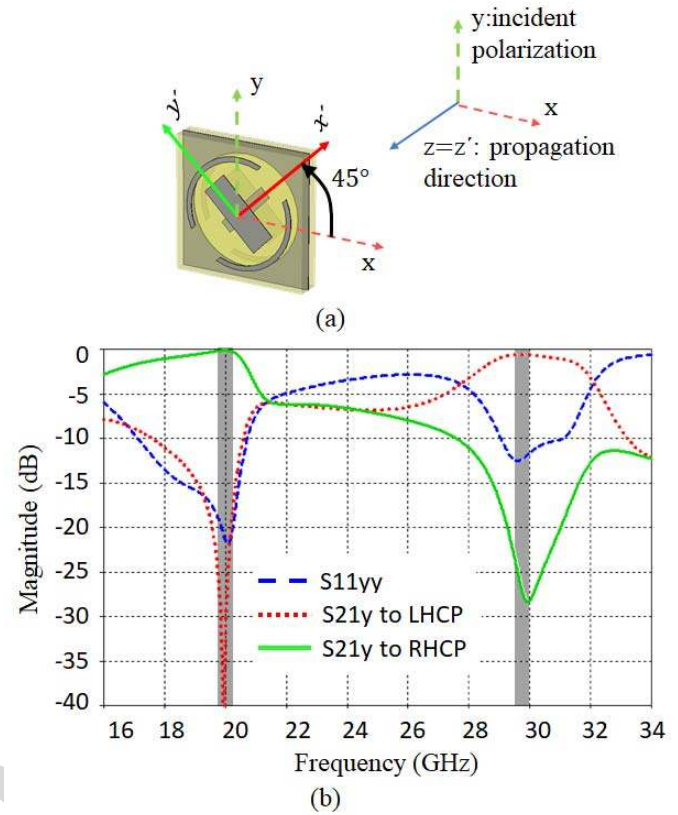 y:incident
polarization
x
z=z´: propagation
direction
y
y-
x-
45°
x
(a)
0
-5
-10
-15
-20
-25
-30
-35
-40
Magnitude (dB)
S11yy
S21y to LHCP
S21y to RHCP
16 18 20 22 24 26 28 30 32 34
Frequency (GHz)
(b)